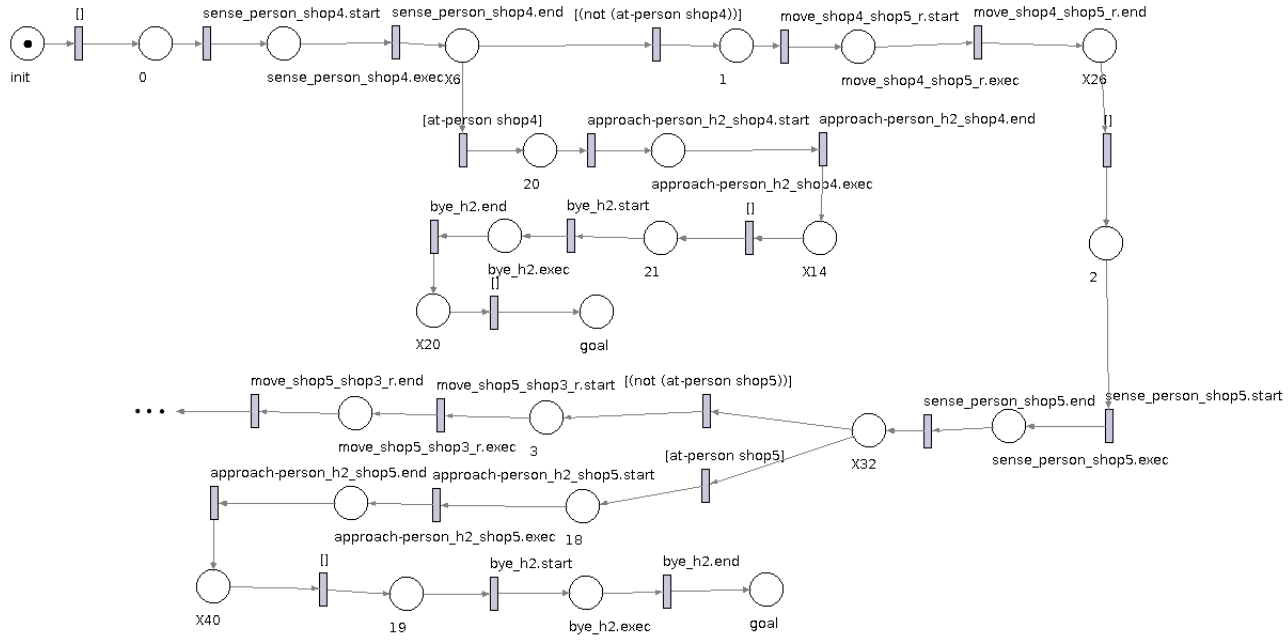 []
sense_person_shop4.start
sense_person_shop4.end
[(not (at-person shop4))]
move_shop4_shop5_r.start
move_shop4_shop5_r.end
init
0
sense_person_shop4.exec
X6
1
move_shop4_shop5_r.exec
X26
[at-person shop4]
approach-person_h2_shop4.start
approach-person_h2_shop4.end
[]
20
approach-person_h2_shop4.exec
bye_h2.end
bye_h2.start
[]
bye_h2.exec
21
X14
2
[]
X20
goal
move_shop5_shop3_r.end
move_shop5_shop3_r.start
[(not (at-person shop5))]
sense_person_shop5.end
sense_person_shop5.start
...
move_shop5_shop3_r.exec
3
X32
sense_person_shop5.exec
[at-person shop5]
approach-person_h2_shop5.end
approach-person_h2_shop5.start
approach-person_h2_shop5.exec
18
[]
bye_h2.start
bye_h2.end
X40
19
bye_h2.exec
goal